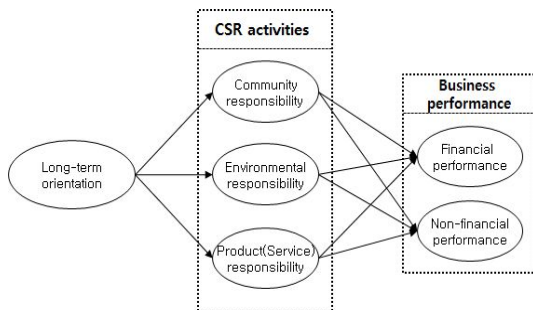 CSR activities
Community
responsibility
Business
performance
Long-term
orientation
Environmental
responsibility
Financial
performance
Product(Service)
responsibility
Non-financial
performance